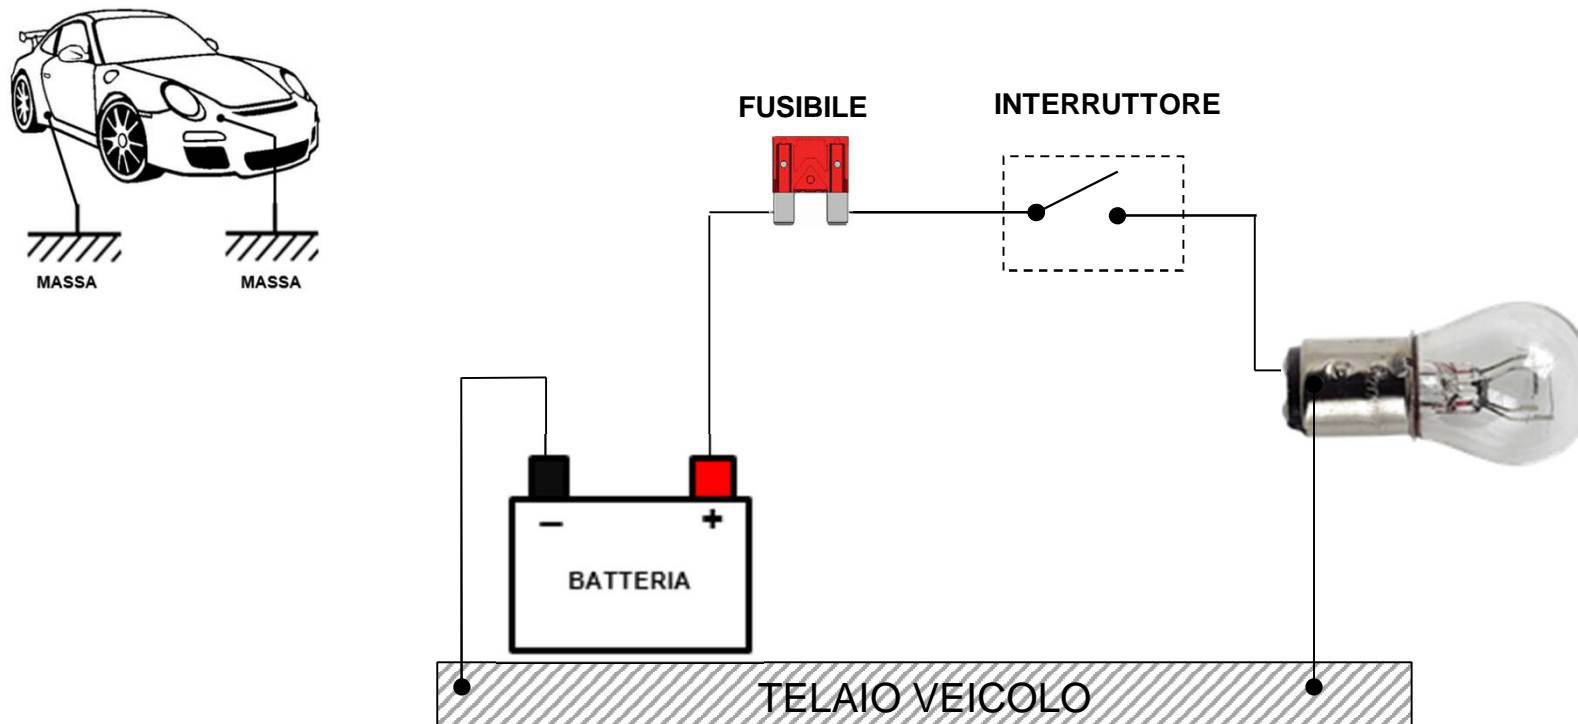 FUSIBILE
INTERRUTTORE
MASSA
MASSA
– +
BATTERIA
TELAIO VEICOLO